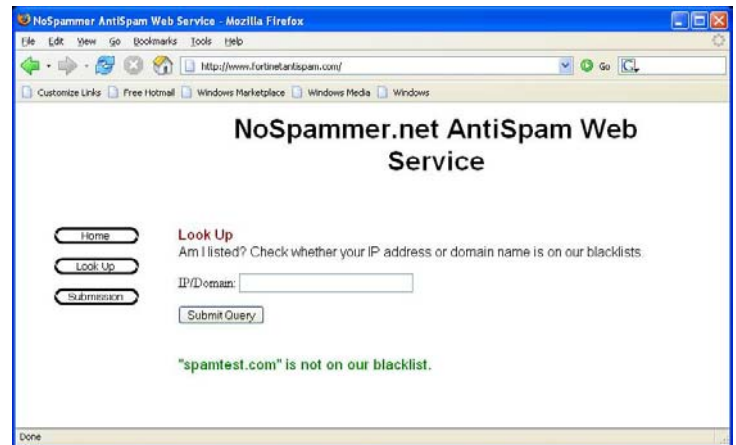 NoSpammer AntiSpam Web Service - Mozilla Firefox
File Edit View Go Bookmarks Tools Help
http://www.fortinetantispam.com/ Go G
Customize Links Free Hotmail Windows Marketplace Windows Media Windows
NoSpammer.net AntiSpam Web
Service
Home
Look Up
Submission
Look Up
Am I listed? Check whether your IP address or domain name is on our blacklists.
IP/Domain:
Submit Query
"spamtest.com" is not on our blacklist.
Done